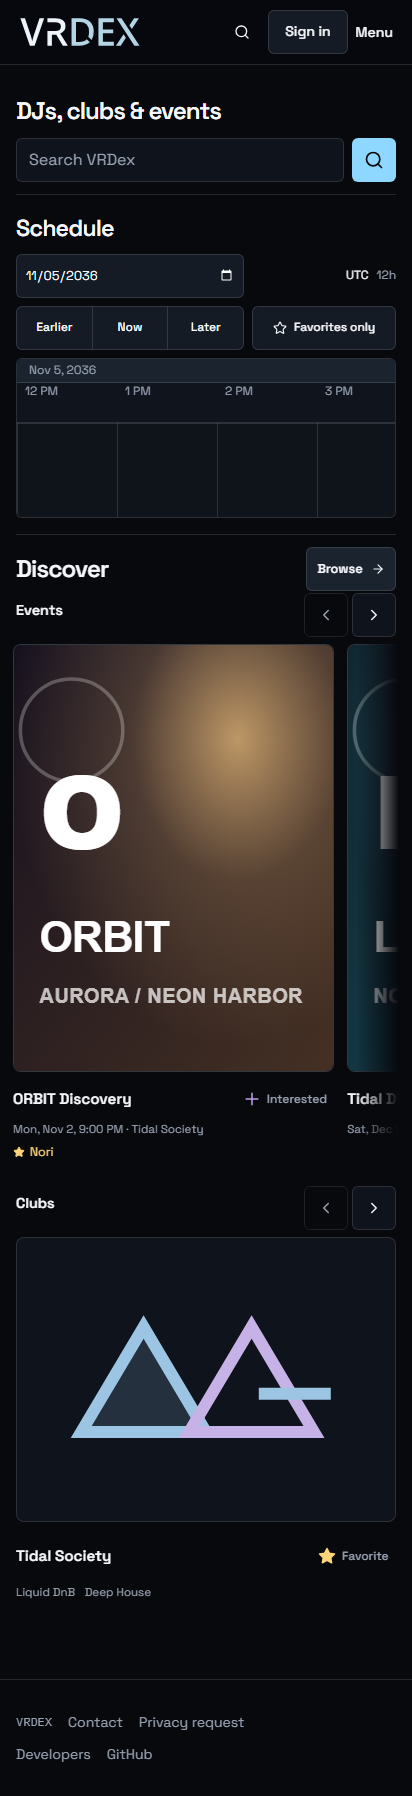 VRDEX
Sign in
Menu
DJs, clubs & events
Search VRDex
Schedule
11/05/2036
UTC 12h
Earlier Now Later Favorites only
Nov 5, 2036
12 PM 1 PM 2 PM 3 PM
Discover
Browse
Events
O
ORBIT
AURORA / NEON HARBOR
L
ORBIT Discovery
Interested
Tidal D
Mon, Nov 2, 9:00 PM · Tidal Society
Sat, Dec
Nori
Clubs
Tidal Society
Favorite
Liquid DnB Deep House
VRDEX Contact Privacy request
Developers GitHub